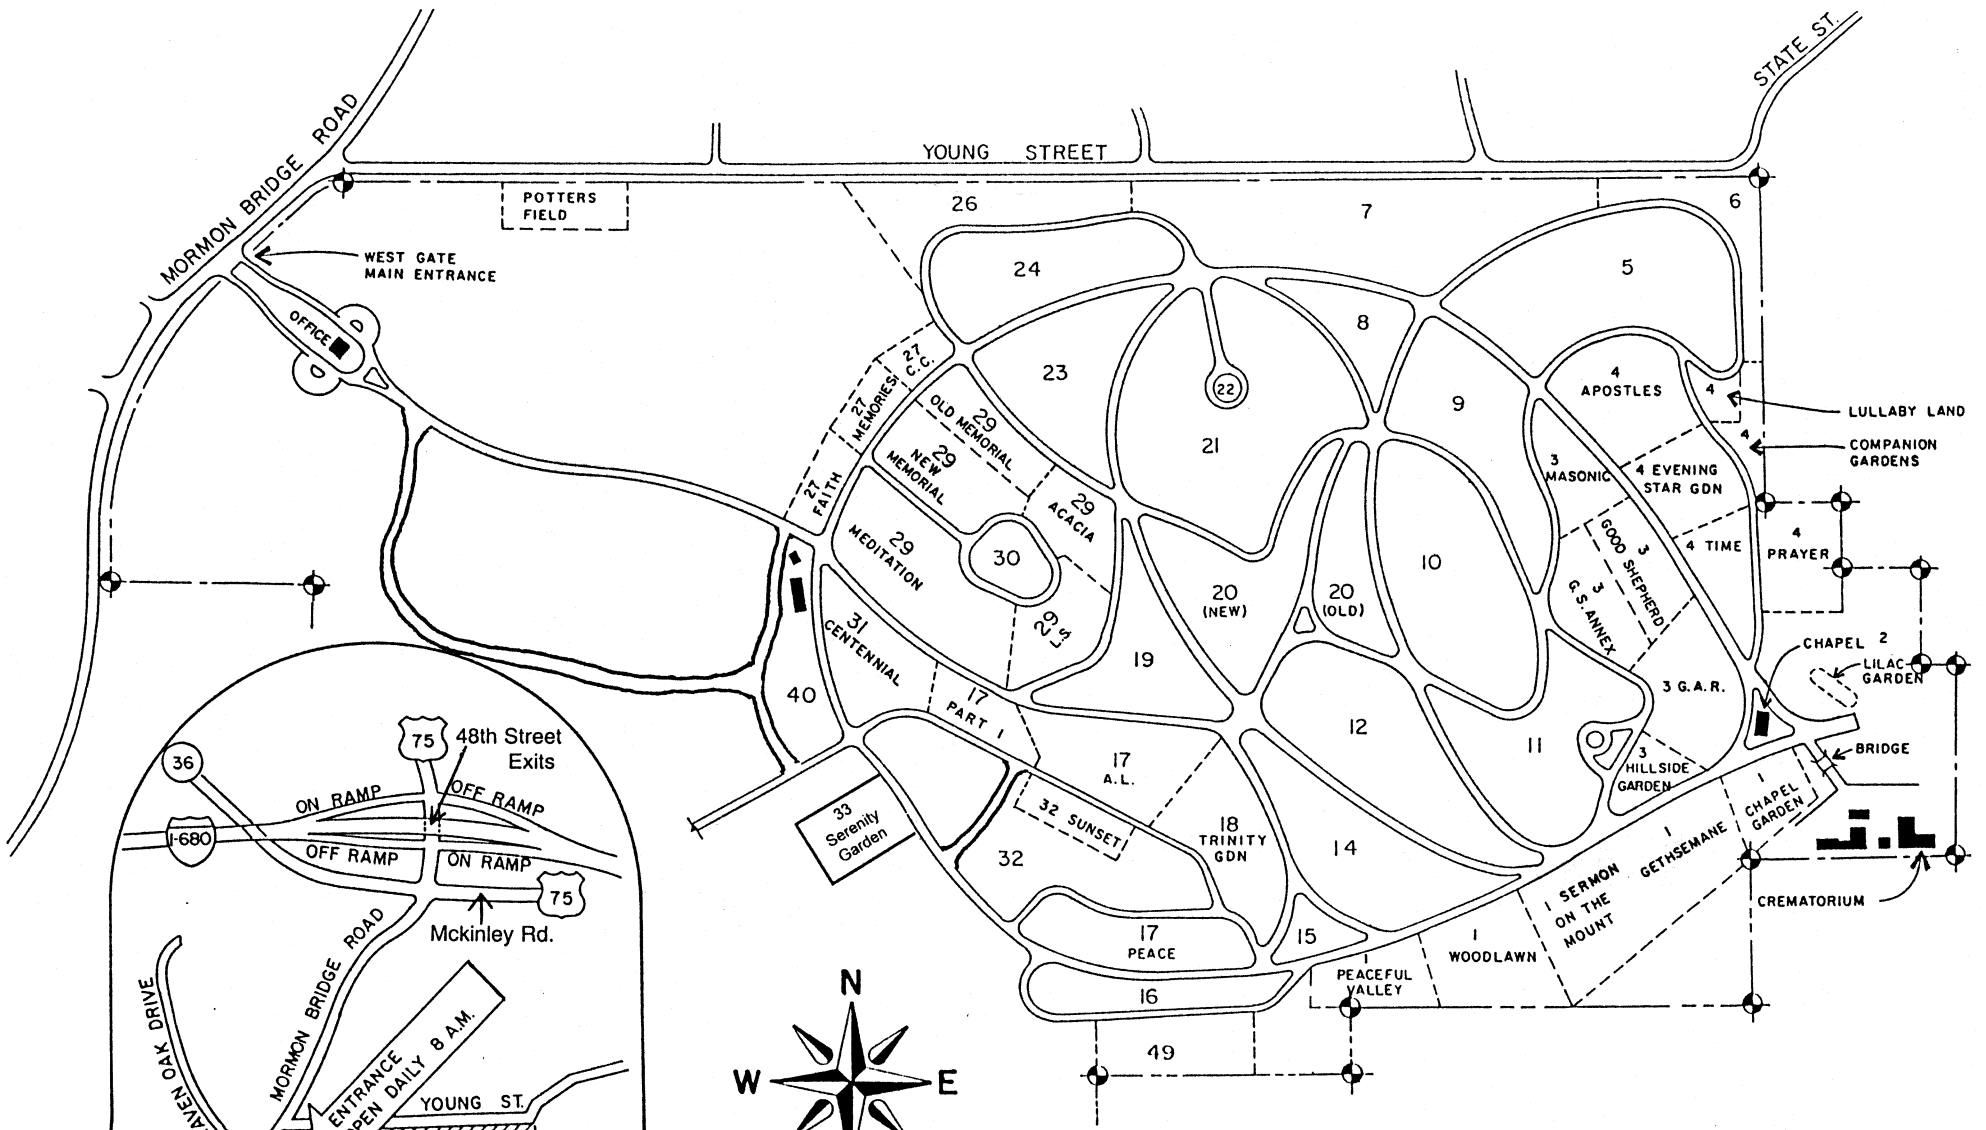 STATE ST.
MORMON BRIDGE ROAD
YOUNG STREET
POTTERS
FIELD
26
7
6
WEST GATE
MAIN ENTRANCE
24
5
OFFICE
8
27
C.C.
23
22
4
APOSTLES
4
LULLABY LAND
27
MEMORIES
29
OLD MEMORIAL
9
21
4
COMPANION
GARDENS
29
NEW
MEMORIAL
3
MASONIC
4 EVENING
STAR GDN
27
FAITH
29
ACACIA
29
MEDITATION
30
3
GOOD SHEPHERD
4 TIME
4
PRAYER
10
20
(NEW)
20
(OLD)
3
G.S. ANNEX
31
CENTENNIAL
29
L.S.
19
CHAPEL 2
LILAC
GARDEN
3 G.A.R.
40
17
PART 1
12
11
17
A.L.
3
HILLSIDE
GARDEN
BRIDGE
1
CHAPEL
GARDEN
33
Serenity
Garden
32 SUNSET
18
TRINITY
GDN
14
32
1
GETHSEMANE
1 SERMON
ON THE
MOUNT
CREMATORIUM
17
PEACE
15
1
WOODLAWN
1
PEACEFUL
VALLEY
16
49
N
W
E
75
48th Street
Exits
36
ON RAMP
OFF RAMP
I-680
OFF RAMP
ON RAMP
75
Mckinley Rd.
MORMON BRIDGE ROAD
AVEN OAK DRIVE
ENTRANCE
PEN DAILY 8 A.M.
YOUNG ST.